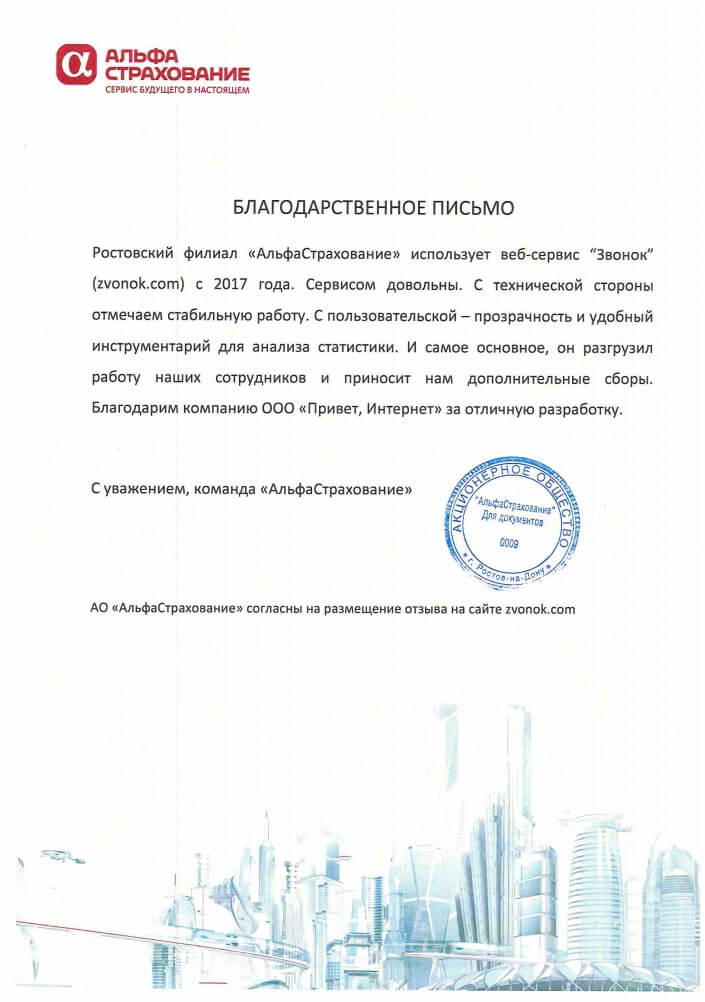 АЛЬФА
СТРАХОВАНИЕ
СЕРВИС БУДУЩЕГО В НАСТОЯЩЕМ
БЛАГОДАРСТВЕННОЕ ПИСЬМО
Ростовский филиал «АльфаСтрахование» использует веб-сервис “Звонок”
(zvonok.com) с 2017 года. Сервисом довольны. С технической стороны
отмечаем стабильную работу. С пользовательской – прозрачность и удобный
инструментарий для анализа статистики. И самое основное, он разгрузил
работу наших сотрудников и приносит нам дополнительные сборы.
Благодарим компанию ООО «Привет, Интернет» за отличную разработку.
С уважением, команда «АльфаСтрахование»
АКЦИОНЕРНОЕ ОБЩЕСТВО
"АльфаСтрахование"
Для документов
0009
* г. Ростов-на-Дону *
АО «АльфаСтрахование» согласны на размещение отзыва на сайте zvonok.com